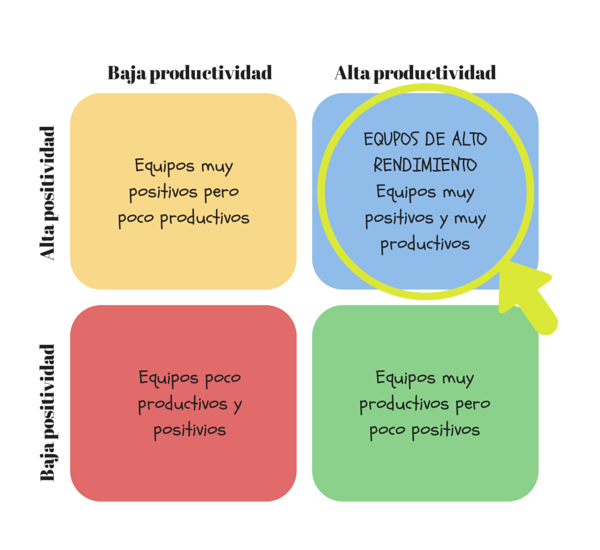 Baja productividad
Alta productividad
Alta positividad
Equipos muy
positivos pero
poco productivos
EQUPOS DE ALTO
RENDIMIENTO
Equipos muy
positivos y muy
productivos
Baja positividad
Equipos poco
productivos y
positivios
Equipos muy
productivos pero
poco positivos